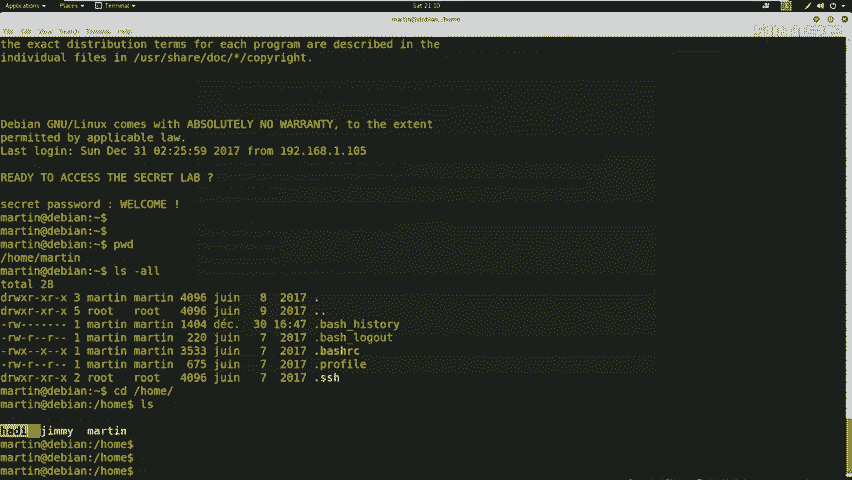 Applications Places Terminal Sat 21 10
martin@debian: /home
File Edit View Search Terminal Help
the exact distribution terms for each program are described in the
individual files in /usr/share/doc/*/copyright.
Debian GNU/Linux comes with ABSOLUTELY NO WARRANTY, to the extent
permitted by applicable law.
Last login: Sun Dec 31 02:25:59 2017 from 192.168.1.105
READY TO ACCESS THE SECRET LAB ?
secret password : WELCOME !
martin@debian:~$
martin@debian:~$
martin@debian:~$ pwd
/home/martin
martin@debian:~$ ls -all
total 28
drwxr-xr-x 3 martin martin 4096 juin 8 2017 .
drwxr-xr-x 5 root root 4096 juin 9 2017 ..
-rw------- 1 martin martin 1404 déc. 30 16:47 .bash_history
-rw-r--r-- 1 martin martin 220 juin 7 2017 .bash_logout
-rwx--x--x 1 martin martin 3533 juin 7 2017 .bashrc
-rw-r--r-- 1 martin martin 675 juin 7 2017 .profile
drwxr-xr-x 2 root root 4096 juin 7 2017 .ssh
martin@debian:~$ cd /home/
martin@debian:/home$ ls
hadi jimmy martin
martin@debian:/home$
martin@debian:/home$
martin@debian:/home$